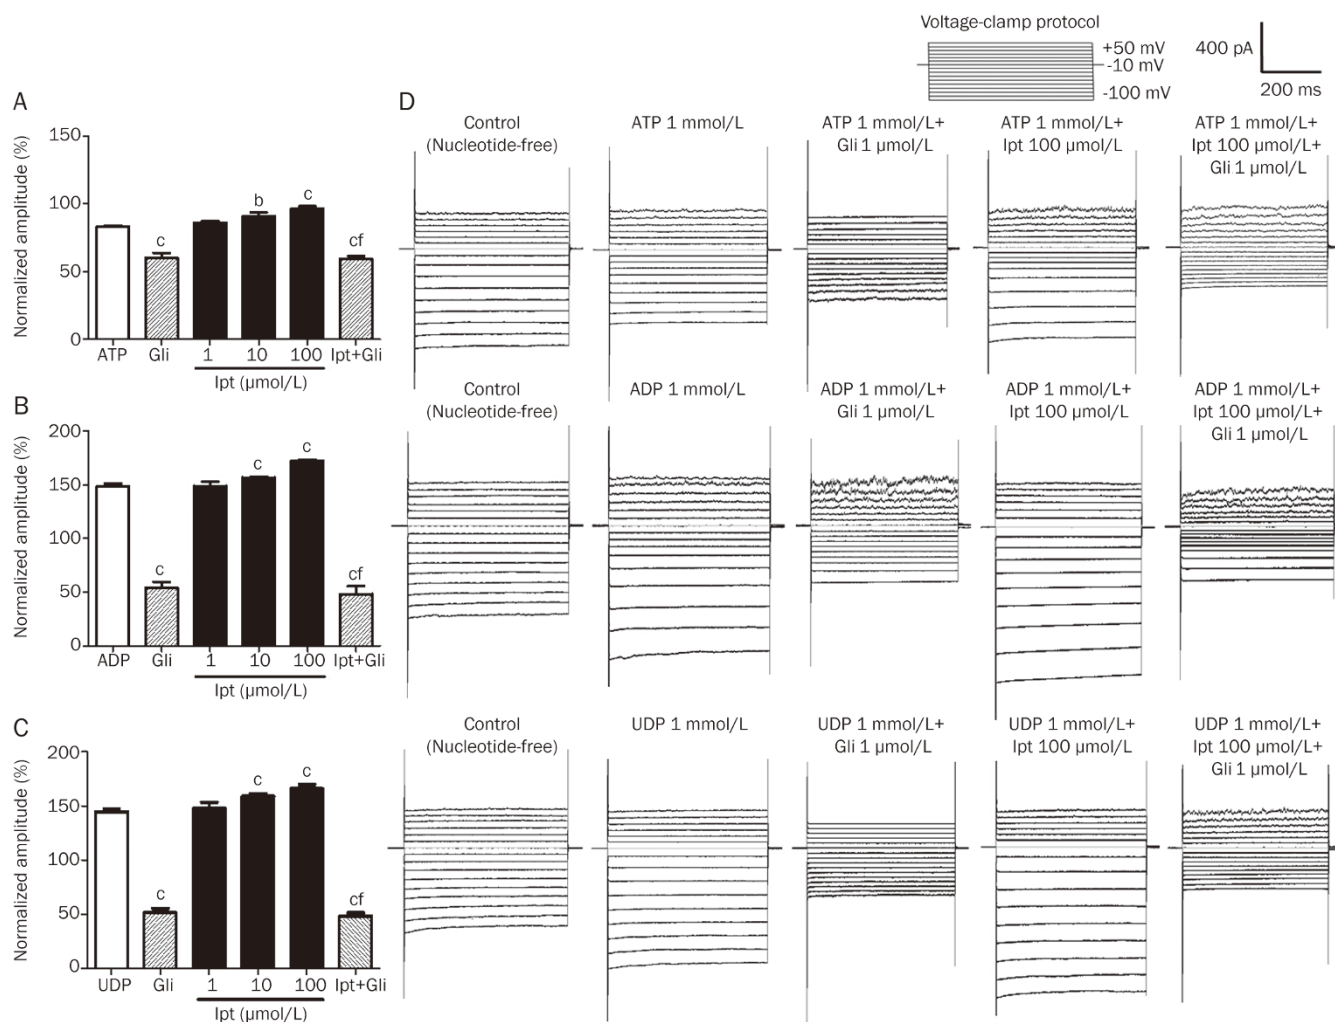 Voltage-clamp protocol
+50 mV
-10 mV
-100 mV
400 pA
200 ms
A
Normalized amplitude (%)
150
100
50
0
c
b
c
cf
ATP Gli 1 10 100 Ipt+Gli
Ipt (µmol/L)
B
Normalized amplitude (%)
200
150
100
50
0
c
c
c
cf
ADP Gli 1 10 100 Ipt+Gli
Ipt (µmol/L)
C
Normalized amplitude (%)
200
150
100
50
0
c
c
c
cf
UDP Gli 1 10 100 Ipt+Gli
Ipt (µmol/L)
D
Control
(Nucleotide-free)
ATP 1 mmol/L
ATP 1 mmol/L+
Gli 1 µmol/L
ATP 1 mmol/L+
Ipt 100 µmol/L
ATP 1 mmol/L+
Ipt 100 µmol/L+
Gli 1 µmol/L
Control
(Nucleotide-free)
ADP 1 mmol/L
ADP 1 mmol/L+
Gli 1 µmol/L
ADP 1 mmol/L+
Ipt 100 µmol/L
ADP 1 mmol/L+
Ipt 100 µmol/L+
Gli 1 µmol/L
Control
(Nucleotide-free)
UDP 1 mmol/L
UDP 1 mmol/L+
Gli 1 µmol/L
UDP 1 mmol/L+
Ipt 100 µmol/L
UDP 1 mmol/L+
Ipt 100 µmol/L+
Gli 1 µmol/L